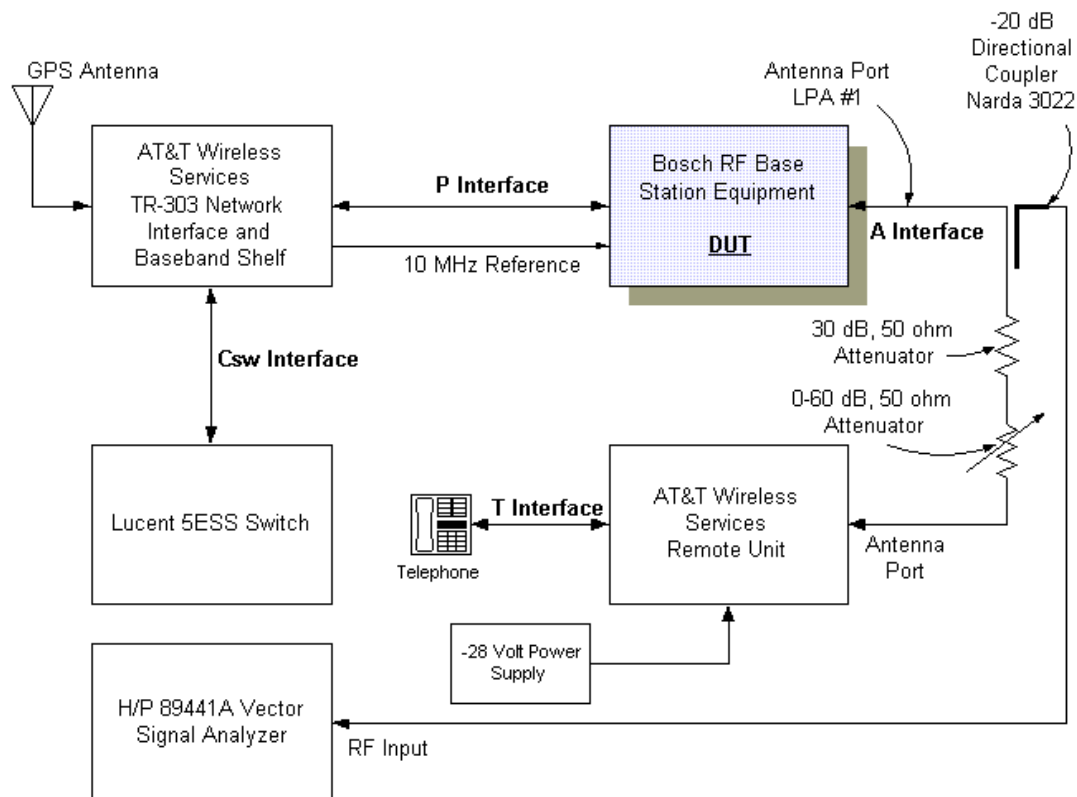 -20 dB
Directional
Coupler
Narda 3022
GPS Antenna
Antenna Port
LPA #1
AT&T Wireless
Services
TR-303 Network
Interface and
Baseband Shelf
P Interface
10 MHz Reference
Bosch RF Base
Station Equipment
DUT
A Interface
30 dB, 50 ohm
Attenuator
Csw Interface
0-60 dB, 50 ohm
Attenuator
Lucent 5ESS Switch
Telephone
T Interface
AT&T Wireless
Services
Remote Unit
Antenna
Port
-28 Volt Power
Supply
H/P 89441A Vector
Signal Analyzer
RF Input